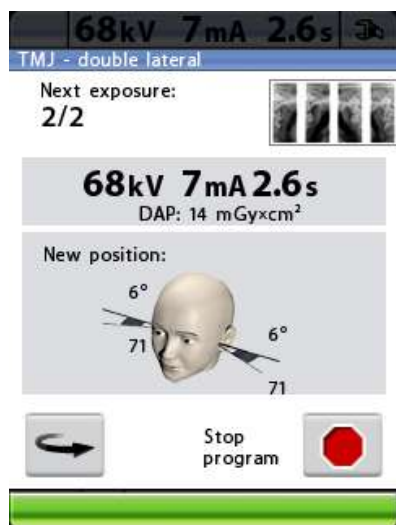 68kV 7mA 2.6s
TMJ - double lateral
Next exposure:
2/2
68kV 7mA 2.6s
DAP: 14 mGy×cm²
New position:
6°
71
6°
71
Stop
program